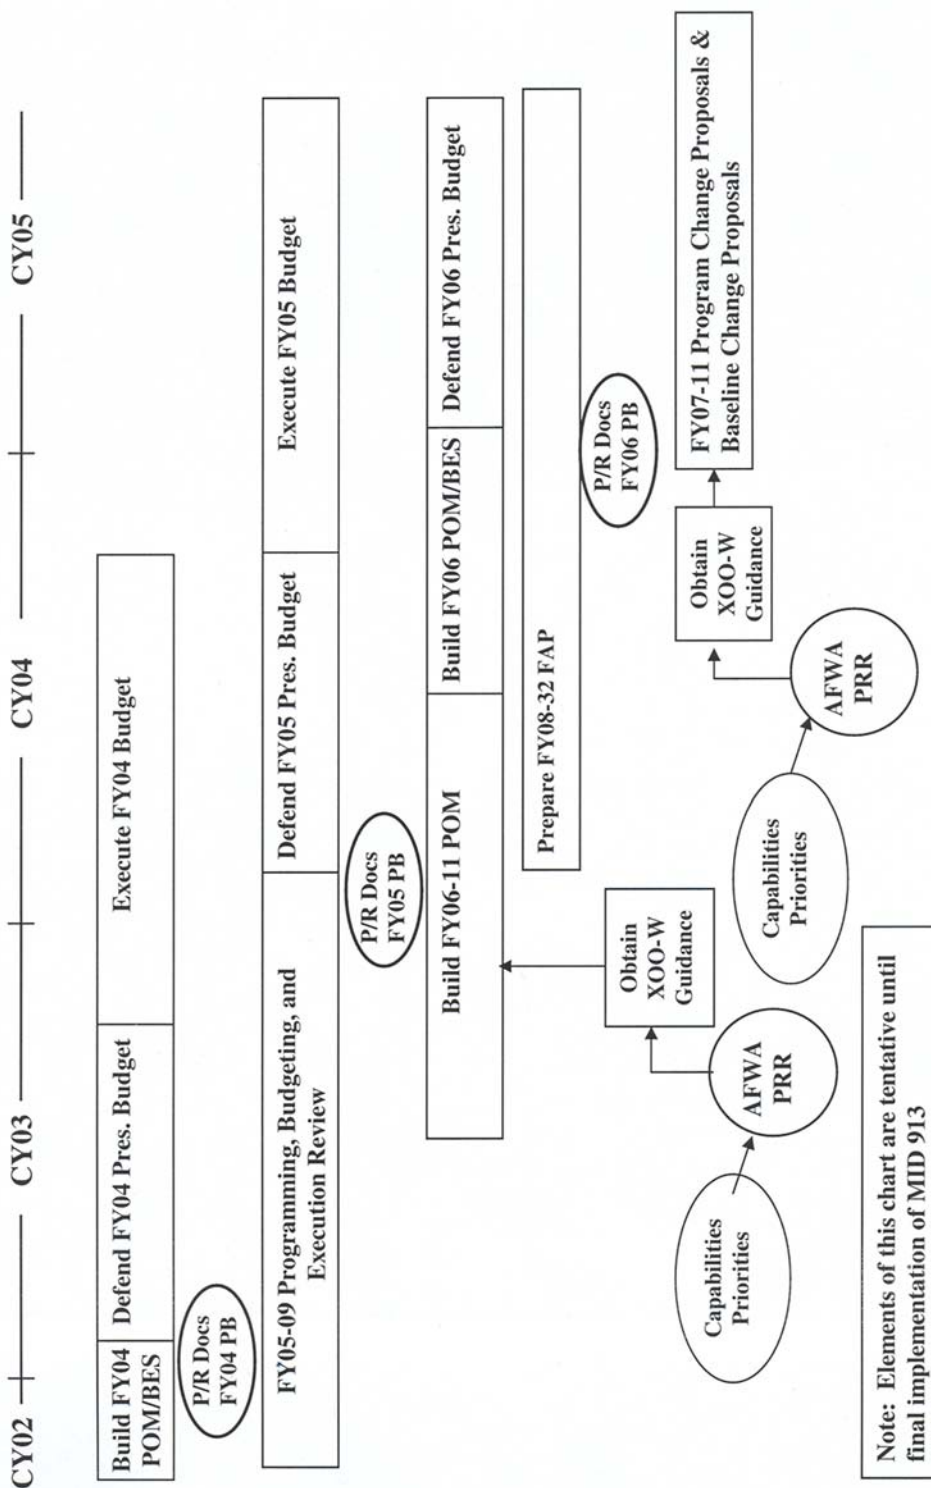 CY02
CY03
CY04
CY05
Build FY04
POM/BES
Defend FY04 Pres. Budget
Execute FY04 Budget
P/R Docs
FY04 PB
FY05-09 Programming, Budgeting, and
Execution Review
Defend FY05 Pres. Budget
Execute FY05 Budget
P/R Docs
FY05 PB
Build FY06-11 POM
Build FY06 POM/BES
Defend FY06 Pres. Budget
Prepare FY08-32 FAP
P/R Docs
FY06 PB
Capabilities
Priorities
AFWA
PRR
Obtain
XOO-W
Guidance
Capabilities
Priorities
AFWA
PRR
Obtain
XOO-W
Guidance
FY07-11 Program Change Proposals &
Baseline Change Proposals
Note: Elements of this chart are tentative until
final implementation of MID 913